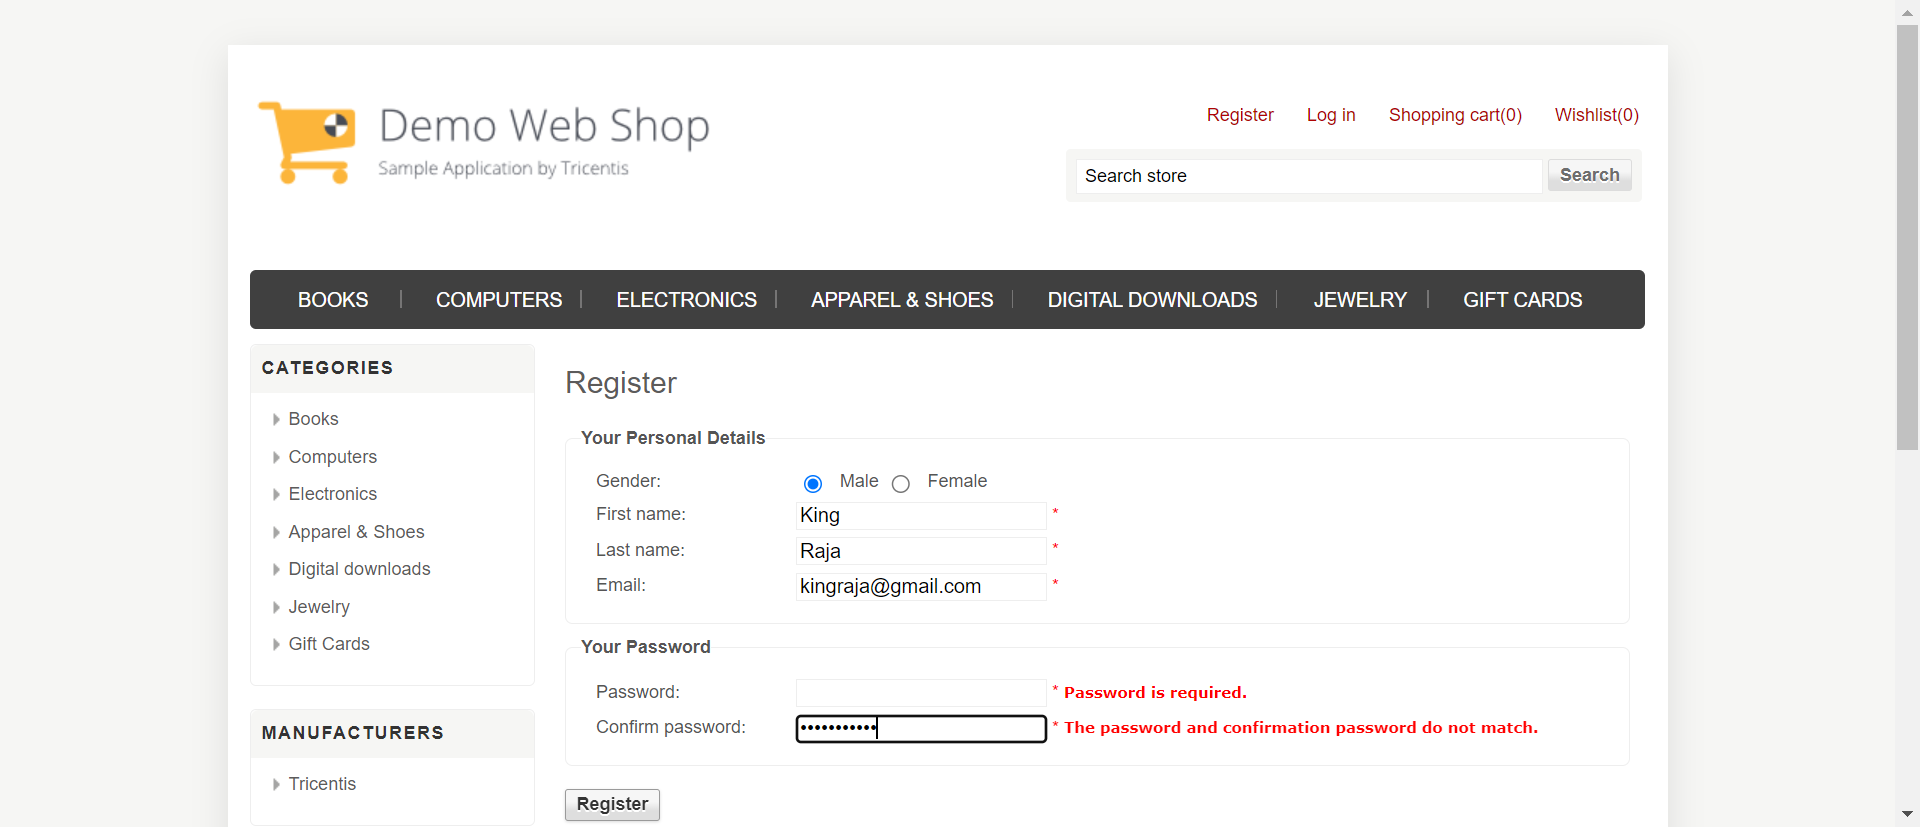 Demo Web Shop
Sample Application by Tricentis
Register Log in Shopping cart(0) Wishlist(0)
Search store Search
BOOKS COMPUTERS ELECTRONICS APPAREL & SHOES DIGITAL DOWNLOADS JEWELRY GIFT CARDS
CATEGORIES
Books
Computers
Electronics
Apparel & Shoes
Digital downloads
Jewelry
Gift Cards
MANUFACTURERS
Tricentis
Register
Your Personal Details
Gender: Male Female
First name: King *
Last name: Raja *
Email: kingraja@gmail.com *
Your Password
Password: * Password is required.
Confirm password: ••••••••••• * The password and confirmation password do not match.
Register